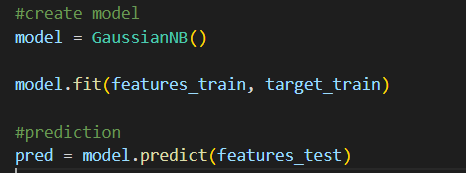 #create model
model = GaussianNB()
model.fit(features_train, target_train)
#prediction
pred = model.predict(features_test)